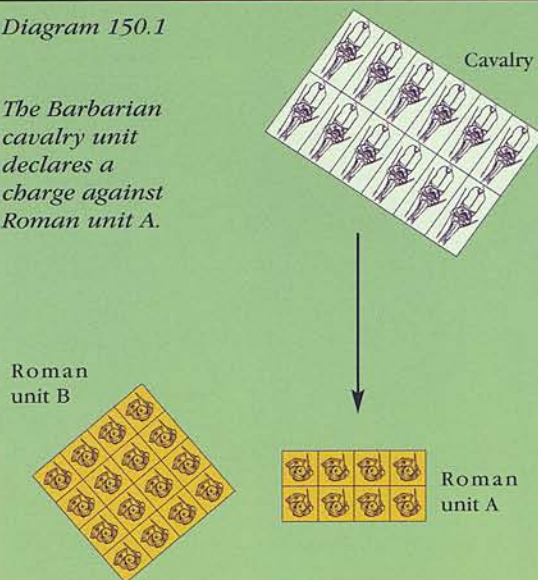 Diagram 150.1
The Barbarian
cavalry unit
declares a
charge against
Roman unit A.
Cavalry
Roman
unit B
Roman
unit A